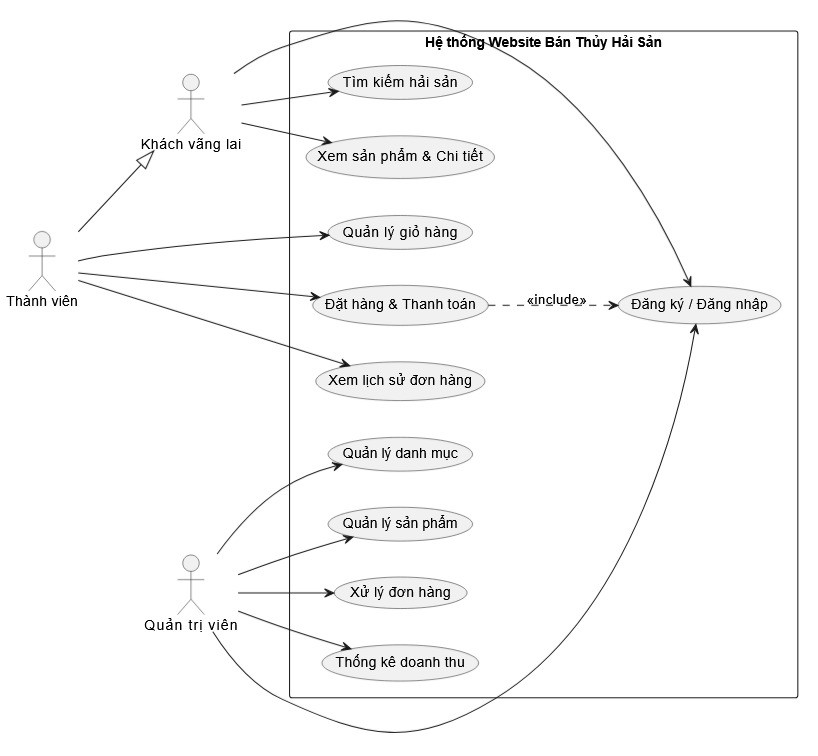 Hệ thống Website Bán Thủy Hải Sản
Tìm kiếm hải sản
Khách vãng lai
Xem sản phẩm & Chi tiết
Quản lý giỏ hàng
Thành viên
Đặt hàng & Thanh toán
«include»
Đăng ký / Đăng nhập
Xem lịch sử đơn hàng
Quản lý danh mục
Quản lý sản phẩm
Xử lý đơn hàng
Quản trị viên
Thống kê doanh thu